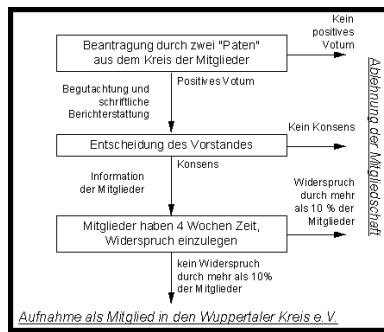 Kein
positives
Votum
Beantragung durch zwei "Paten"
aus dem Kreis der Mitglieder
Positives Votum
Begutachtung und
schriftliche
Berichterstattung
Kein Konsens
Entscheidung des Vorstandes
Konsens
Information
der Mitglieder
Widerspruch
durch mehr
als 10 % der
Mitglieder
Mitglieder haben 4 Wochen Zeit,
Widerspruch einzulegen
kein Widerspruch
durch mehr als 10%
der Mitglieder
Ablehnung der Mitgliedschaft
Aufnahme als Mitglied in den Wuppertaler Kreis e. V.